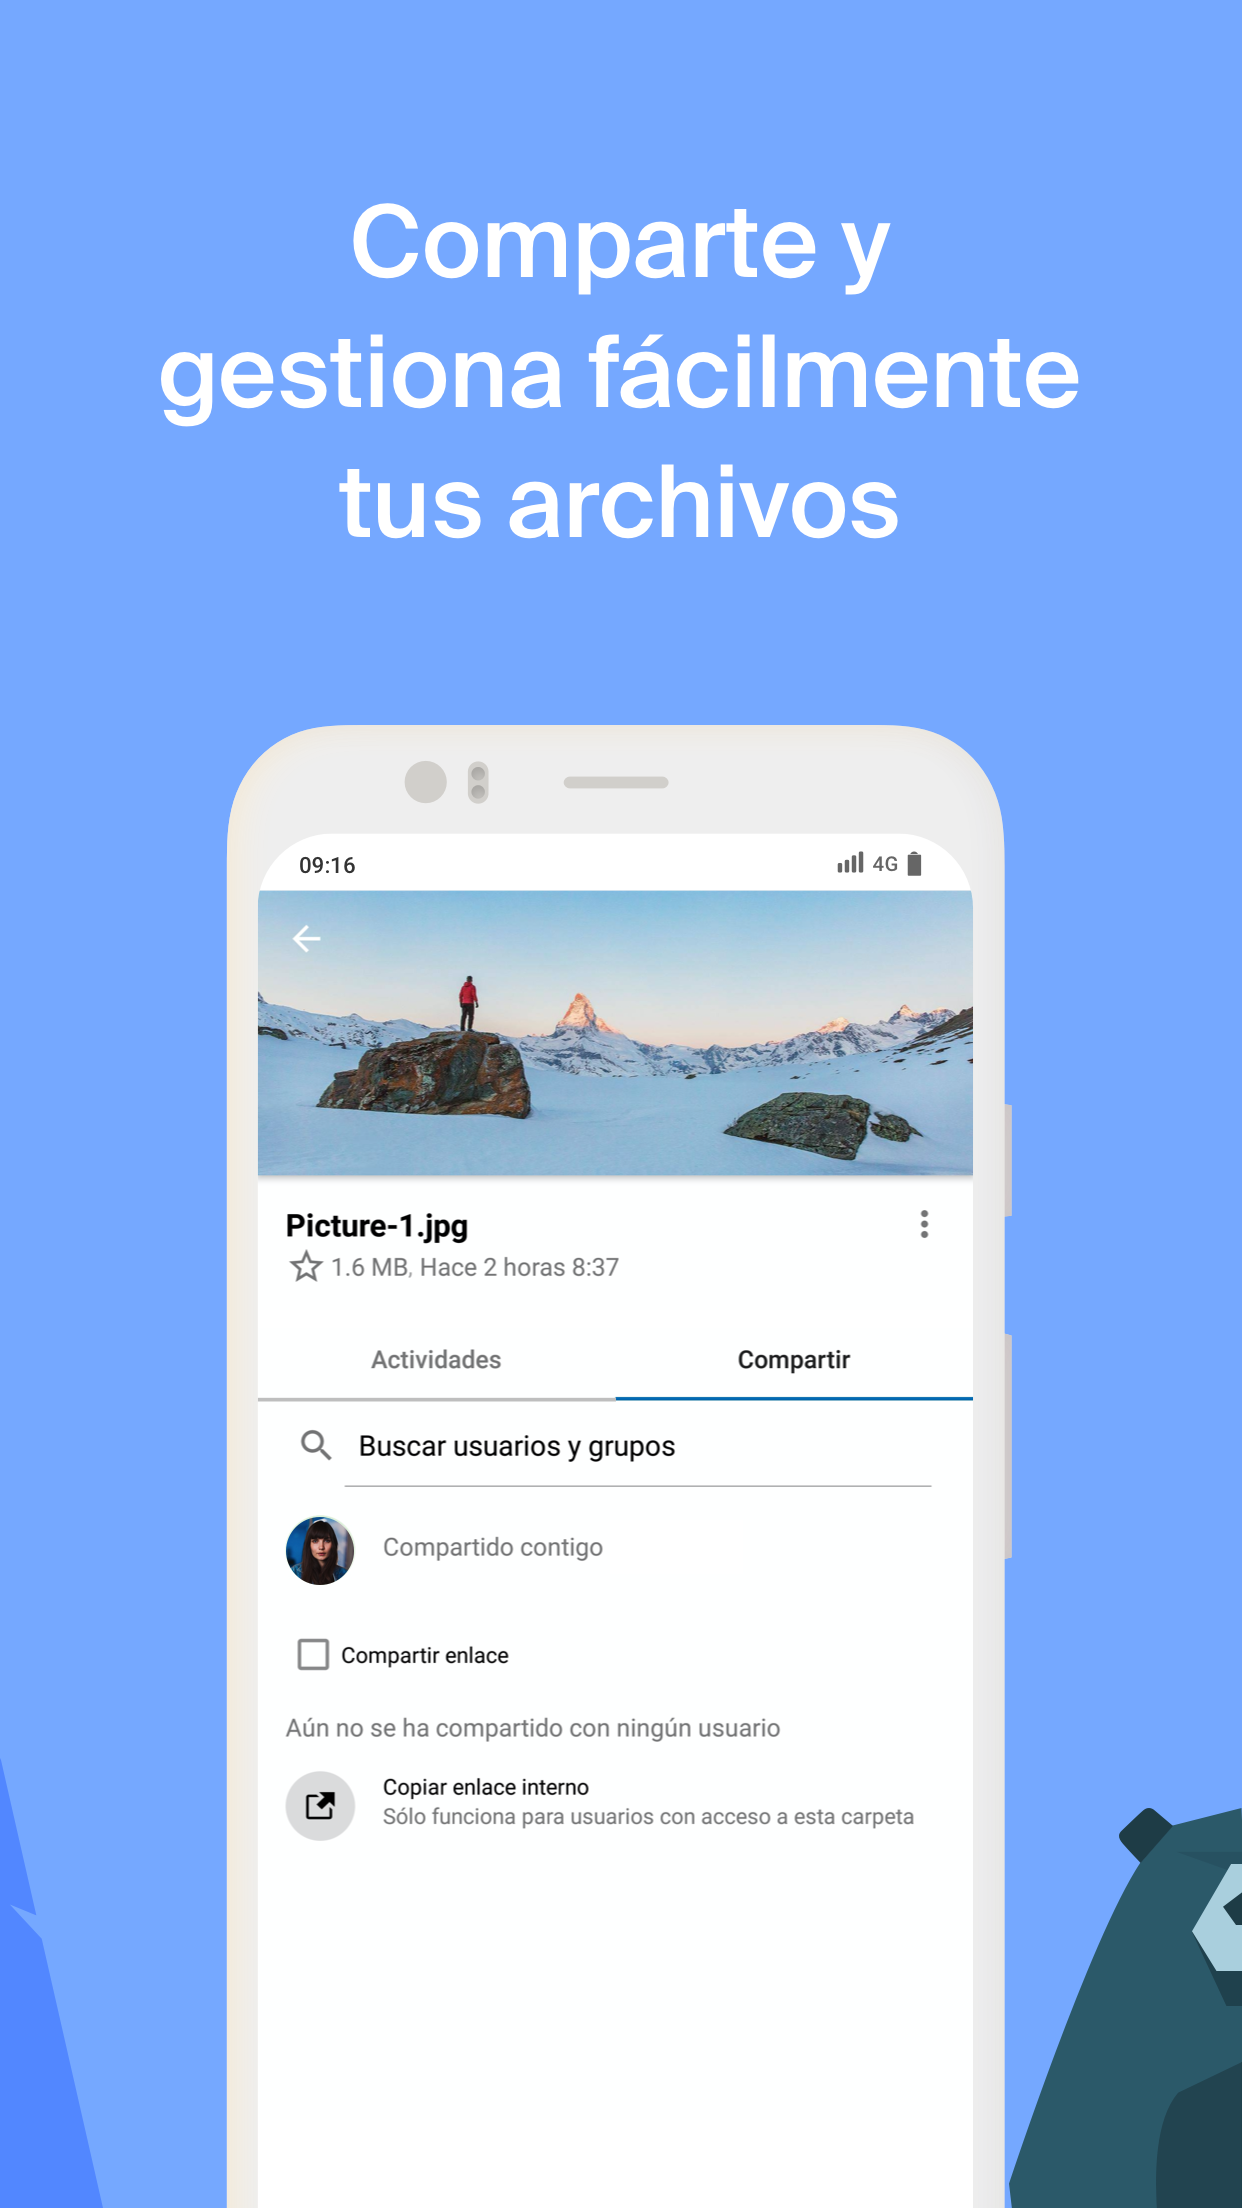 Comparte y
gestiona fácilmente
tus archivos
09:16
4G
Picture-1.jpg
1.6 MB, Hace 2 horas 8:37
Actividades
Compartir
Buscar usuarios y grupos
Compartido contigo
Compartir enlace
Aún no se ha compartido con ningún usuario
Copiar enlace interno
Sólo funciona para usuarios con acceso a esta carpeta